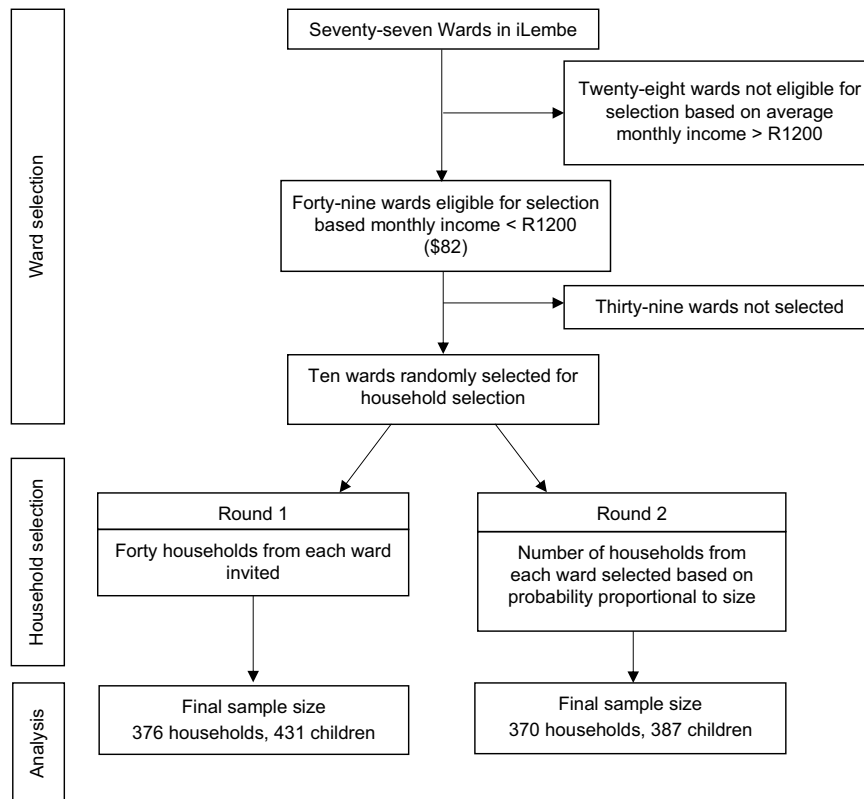 Seventy-seven Wards in iLembe
Twenty-eight wards not eligible for
selection based on average
monthly income > R1200
Ward selection
Forty-nine wards eligible for selection
based monthly income < R1200
($82)
Thirty-nine wards not selected
Ten wards randomly selected for
household selection
Household selection
Round 1
Forty households from each ward
invited
Round 2
Number of households from
each ward selected based on
probability proportional to size
Analysis
Final sample size
376 households, 431 children
Final sample size
370 households, 387 children